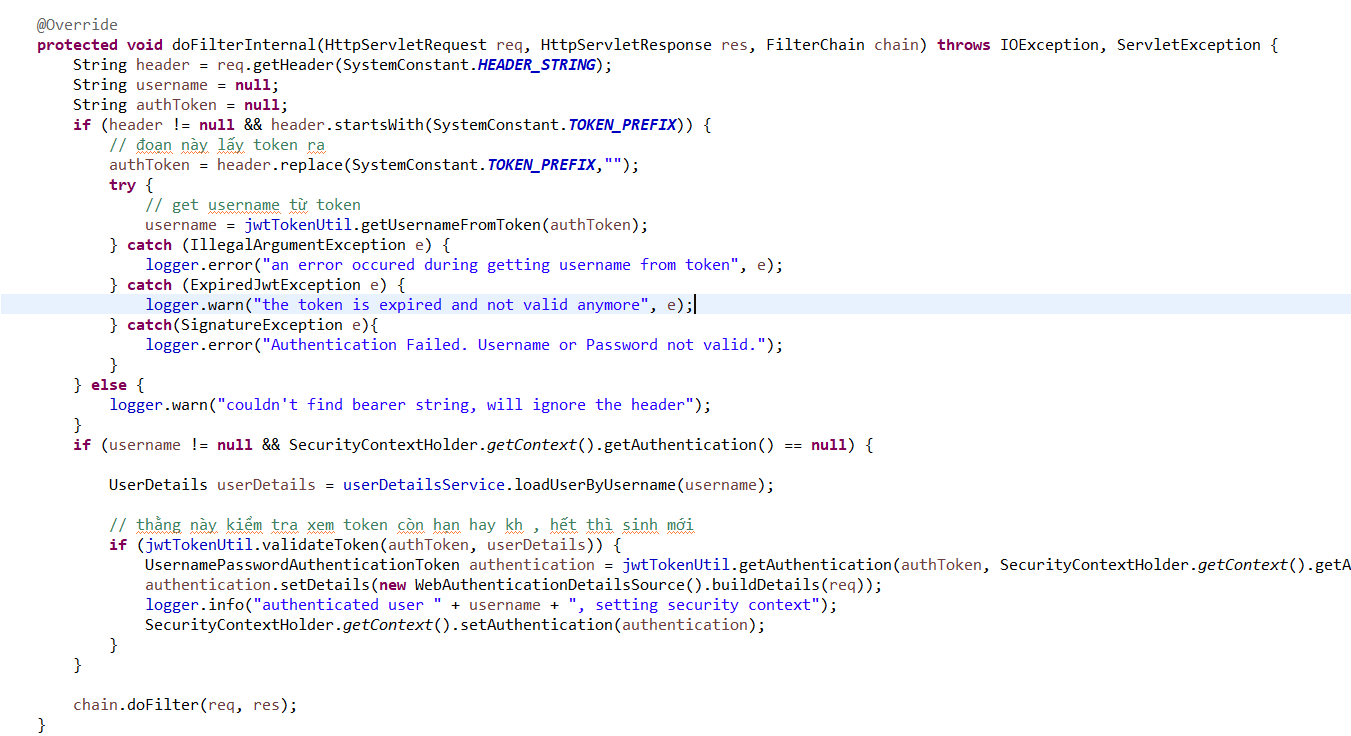 @Override
protected void doFilterInternal(HttpServletRequest req, HttpServletResponse res, FilterChain chain) throws IOException, ServletException {
String header = req.getHeader(SystemConstant.HEADER_STRING);
String username = null;
String authToken = null;
if (header != null && header.startsWith(SystemConstant.TOKEN_PREFIX)) {
// đoạn này lấy token ra
authToken = header.replace(SystemConstant.TOKEN_PREFIX,"");
try {
// get username từ token
username = jwtTokenUtil.getUsernameFromToken(authToken);
} catch (IllegalArgumentException e) {
logger.error("an error occured during getting username from token", e);
} catch (ExpiredJwtException e) {
logger.warn("the token is expired and not valid anymore", e);
} catch(SignatureException e){
logger.error("Authentication Failed. Username or Password not valid.");
}
} else {
logger.warn("couldn't find bearer string, will ignore the header");
}
if (username != null && SecurityContextHolder.getContext().getAuthentication() == null) {
UserDetails userDetails = userDetailsService.loadUserByUsername(username);
// thằng này kiểm tra xem token còn hạn hay kh , hết thì sinh mới
if (jwtTokenUtil.validateToken(authToken, userDetails)) {
UsernamePasswordAuthenticationToken authentication = jwtTokenUtil.getAuthentication(authToken, SecurityContextHolder.getContext().getA
authentication.setDetails(new WebAuthenticationDetailsSource().buildDetails(req));
logger.info("authenticated user " + username + ", setting security context");
SecurityContextHolder.getContext().setAuthentication(authentication);
}
}
chain.doFilter(req, res);
}